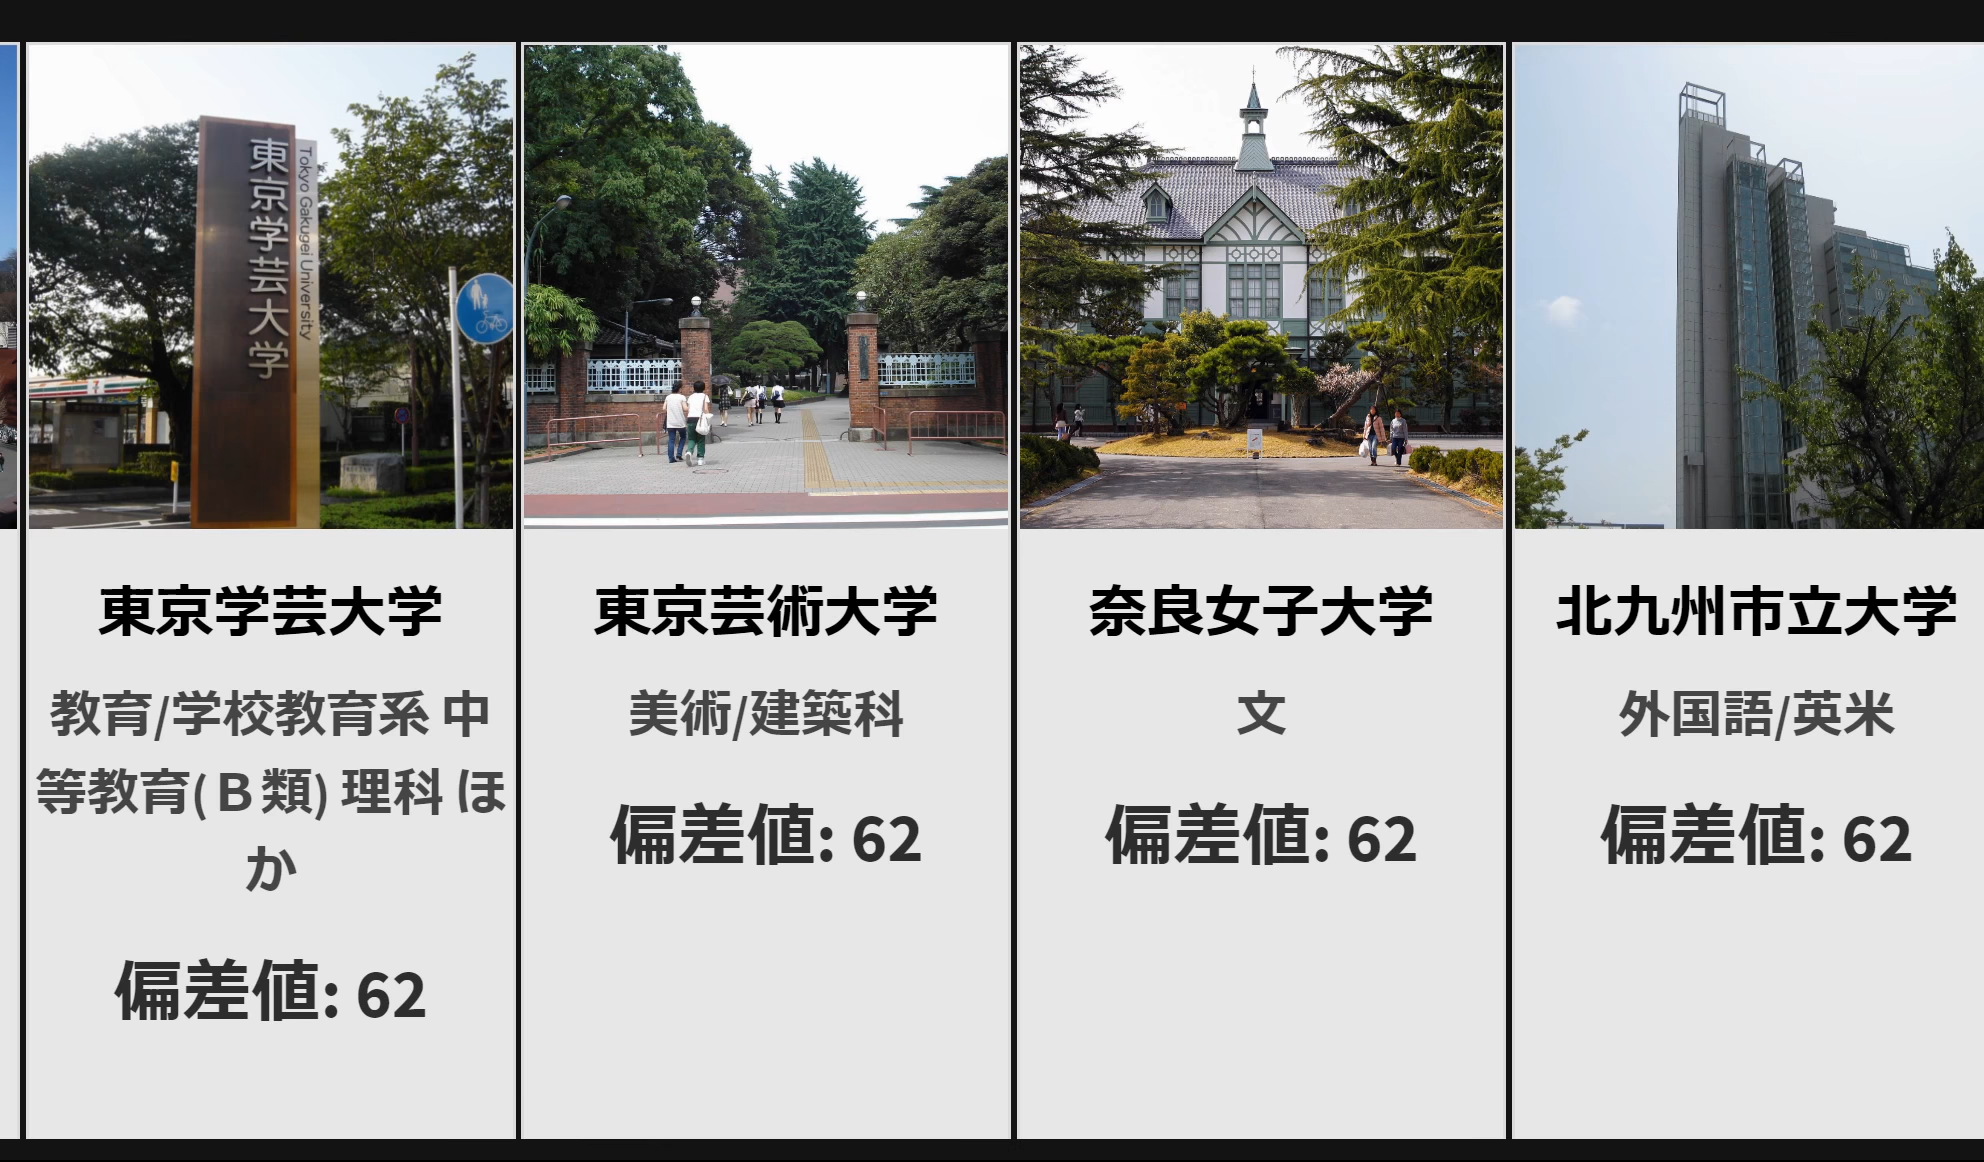 東京学芸大学
Tokyo Gakugei University
東京学芸大学
教育/学校教育系 中
等教育(Ｂ類) 理科 ほ
か
偏差値: 62
東京芸術大学
美術/建築科
偏差値: 62
奈良女子大学
文
偏差値: 62
北九州市立大学
外国語/英米
偏差値: 62